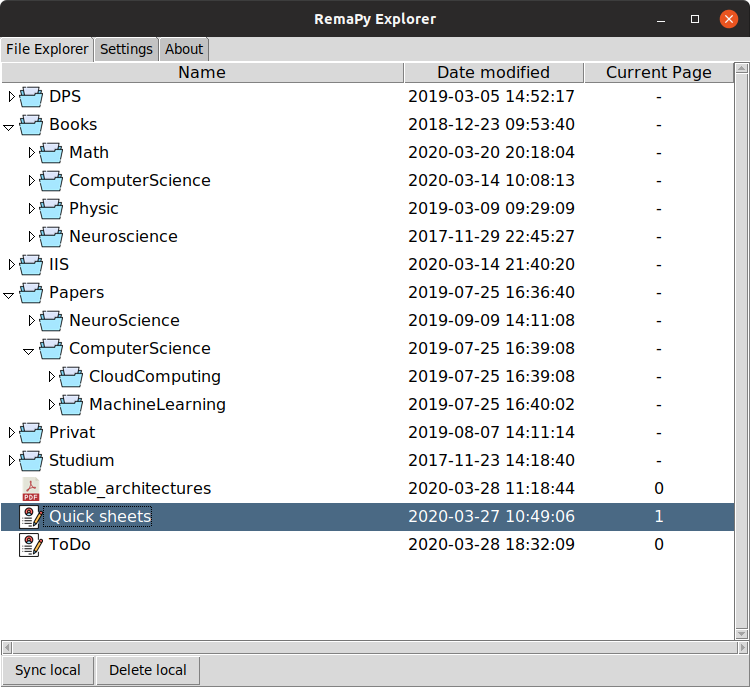 RemaPy Explorer
File Explorer Settings About
Name Date modified Current Page
DPS 2019-03-05 14:52:17 -
Books 2018-12-23 09:53:40 -
Math 2020-03-20 20:18:04 -
ComputerScience 2020-03-14 10:08:13 -
Physic 2019-03-09 09:29:09 -
Neuroscience 2017-11-29 22:45:27 -
IIS 2020-03-14 21:40:20 -
Papers 2019-07-25 16:36:40 -
NeuroScience 2019-09-09 14:11:08 -
ComputerScience 2019-07-25 16:39:08 -
CloudComputing 2019-07-25 16:39:08 -
MachineLearning 2019-07-25 16:40:02 -
Privat 2019-08-07 14:11:14 -
Studium 2017-11-23 14:18:40 -
PDF stable_architectures 2020-03-28 11:18:44 0
Quick sheets 2020-03-27 10:49:06 1
ToDo 2020-03-28 18:32:09 0
Sync local Delete local